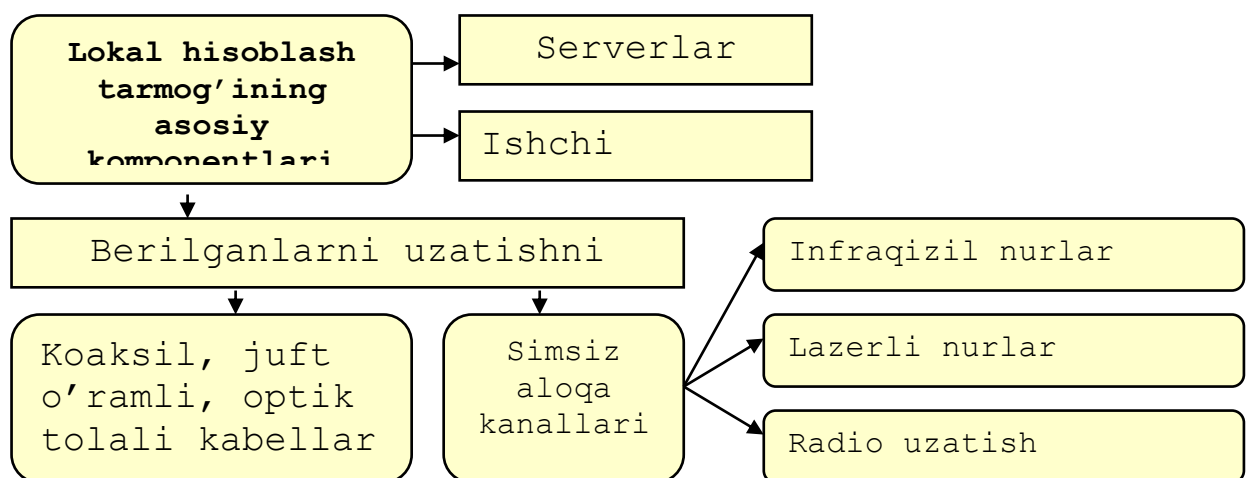 Lokal hisoblash
tarmog’ining
asosiy
komponentlari
Serverlar
Ishchi
Berilganlarni uzatishni
Koaksil, juft
o’ramli, optik
tolali kabellar
Simsiz
aloqa
kanallari
Infraqizil nurlar
Lazerli nurlar
Radio uzatish